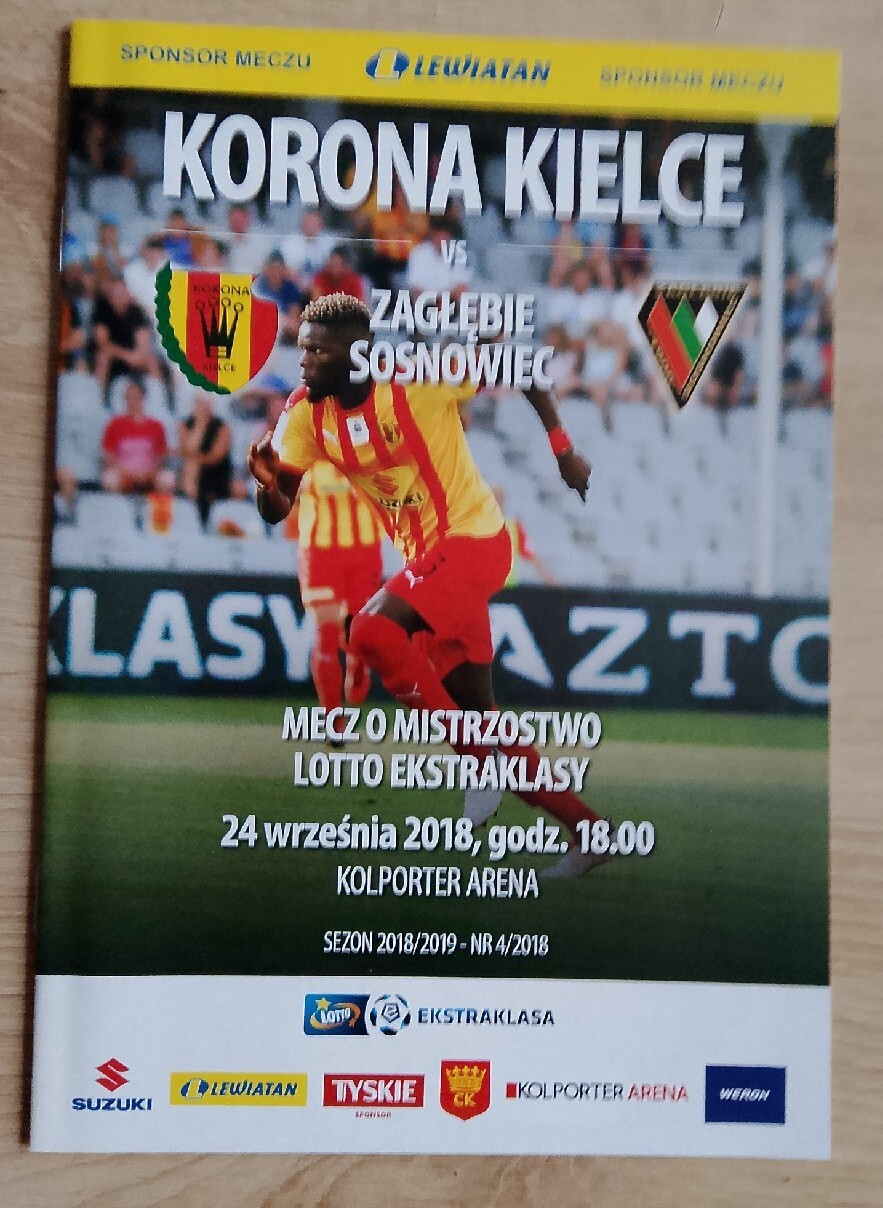 SPONSOR MECZU LEWIATAN SPONSOR MECZU
KORONA KIELCE
VS
KORONA
KIELCE
ZAGŁĘBIE
SOSNOWIEC
SUZUKI
KLASY AZTO
MECZ O MISTRZOSTWO
LOTTO EKSTRAKLASY
24 września 2018, godz. 18.00
KOLPORTER ARENA
SEZON 2018/2019 - NR 4/2018
LOTTO EKSTRAKLASA
SUZUKI
LEWIATAN
TYSKIE
SPONSOR
CK
KOLPORTER ARENA
WERON